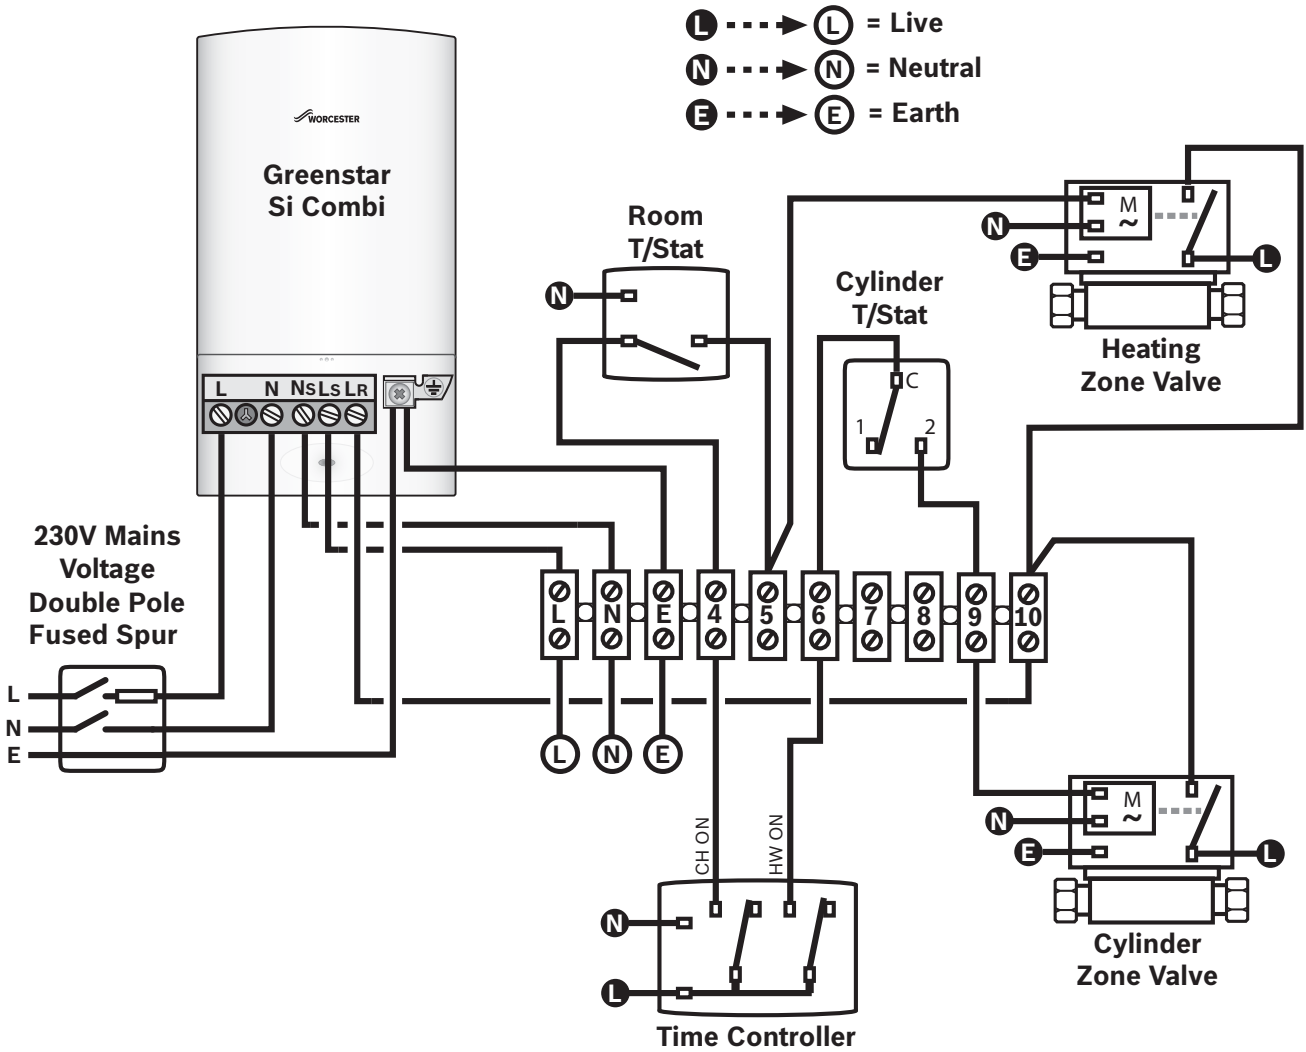 L L = Live
N N = Neutral
E E = Earth
WORCESTER
Greenstar
Si Combi
L N Ns Ls LR
Room
T/Stat
N
Cylinder
T/Stat
C
1 2
M
~
N
E
L
Heating
Zone Valve
230V Mains
Voltage
Double Pole
Fused Spur
L
N
E
L N E 4 5 6 7 8 9 10
L N E
CH ON
HW ON
N
L
Time Controller
M
~
N
E
L
Cylinder
Zone Valve